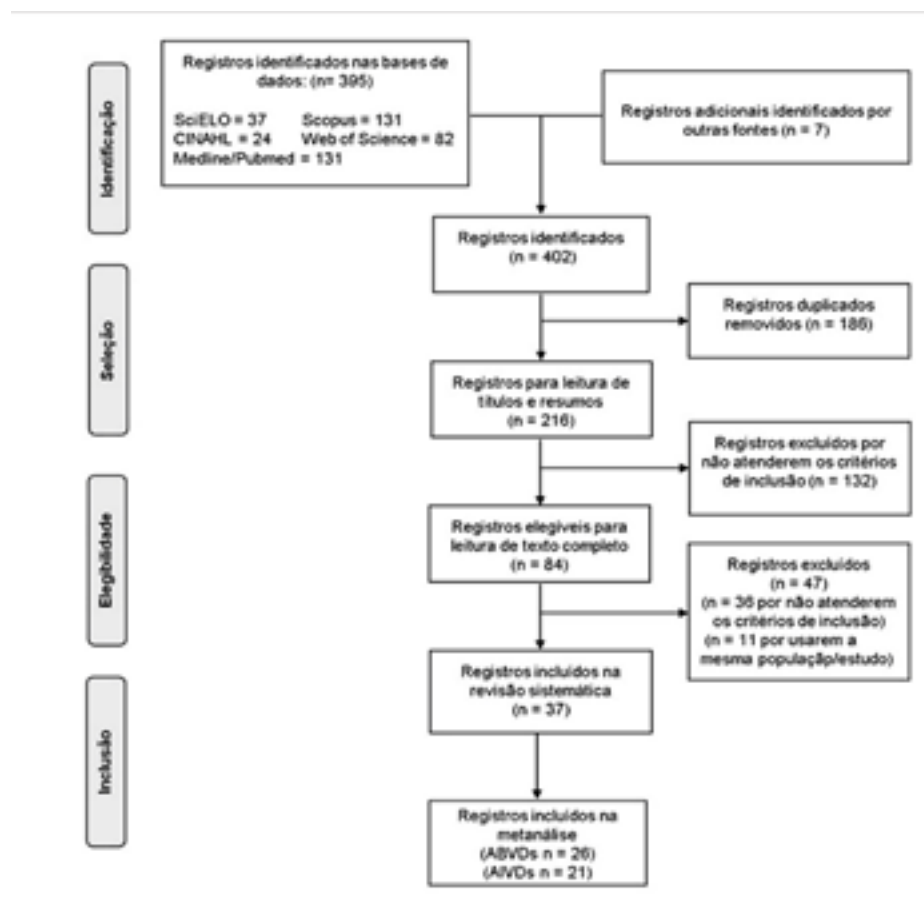 Identificação
Registros identificados nas bases de
dados: (n= 395)
SciELO = 37 Scopus = 131
CINAHL = 24 Web of Science = 82
Medline/Pubmed = 131
Registros adicionais identificados por
outras fontes (n = 7)
Registros identificados
(n = 402)
Seleção
Registros duplicados
removidos (n = 186)
Registros para leitura de
títulos e resumos
(n = 216)
Registros excluídos por
não atenderem os critérios
de inclusão (n = 132)
Elegibilidade
Registros elegíveis para
leitura de texto completo
(n = 84)
Registros excluídos
(n = 47)
(n = 36 por não atenderem
os critérios de inclusão)
(n = 11 por usarem a
mesma população/estudo)
Registros incluídos na
revisão sistemática
(n = 37)
Inclusão
Registros incluídos na
metanálise
(ABVDs n = 26)
(AIVDs n = 21)